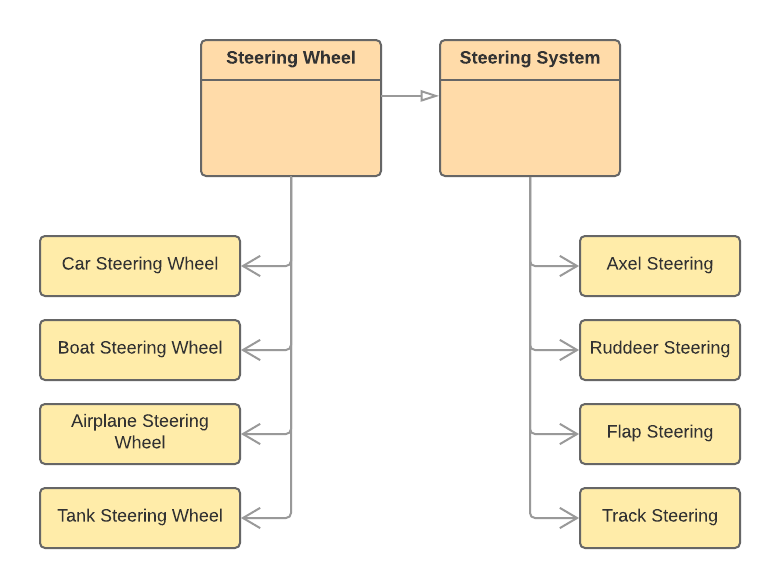 Steering Wheel
Steering System
Car Steering Wheel
Axel Steering
Boat Steering Wheel
Ruddeer Steering
Airplane Steering
Wheel
Flap Steering
Tank Steering Wheel
Track Steering